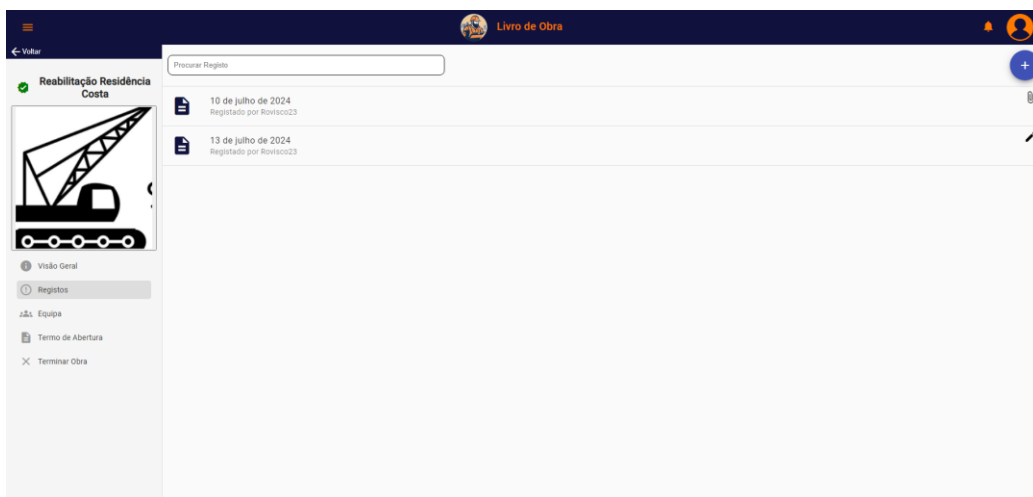 Livro de Obra
Voltar
Reabilitação Residência
Costa
Visão Geral
Registos
Equipa
Termo de Abertura
Terminar Obra
Procurar Registo
10 de julho de 2024
Registado por Rovisco23
13 de julho de 2024
Registado por Rovisco23